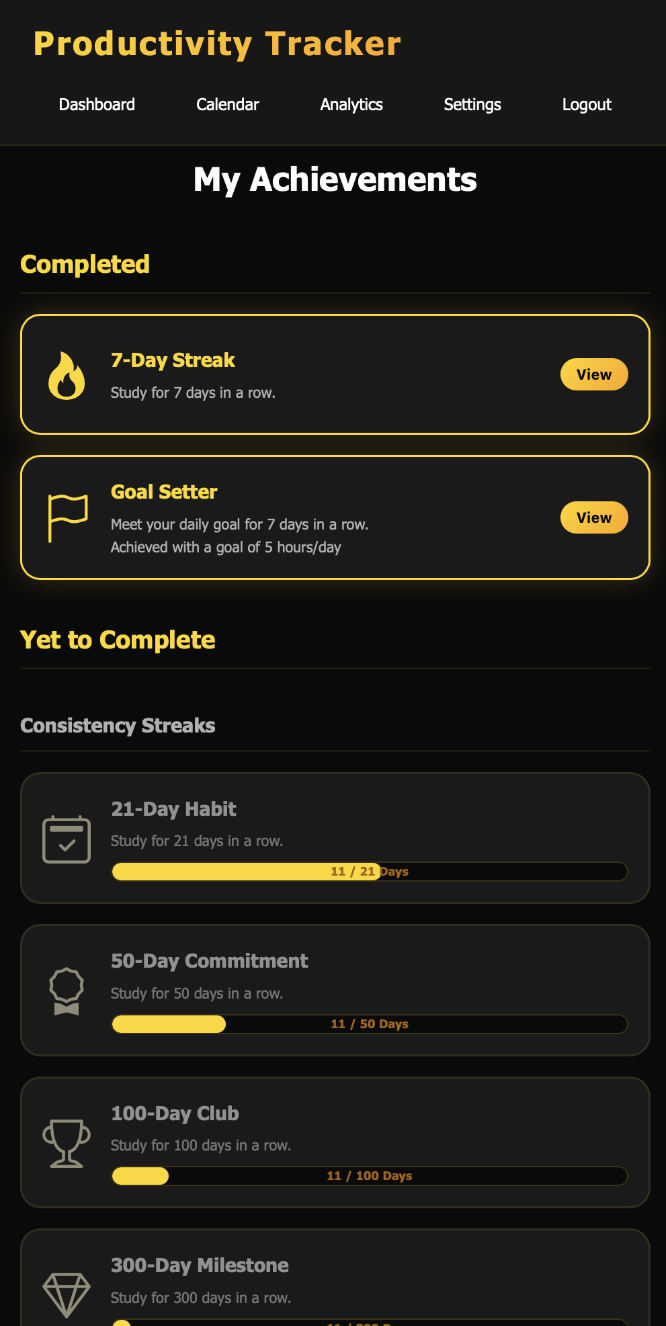 Productivity Tracker
Dashboard Calendar Analytics Settings Logout
My Achievements
Completed
7-Day Streak
Study for 7 days in a row.
View
Goal Setter
Meet your daily goal for 7 days in a row.
Achieved with a goal of 5 hours/day
View
Yet to Complete
Consistency Streaks
21-Day Habit
Study for 21 days in a row.
11 / 21 Days
50-Day Commitment
Study for 50 days in a row.
11 / 50 Days
100-Day Club
Study for 100 days in a row.
11 / 100 Days
300-Day Milestone
Study for 300 days in a row.